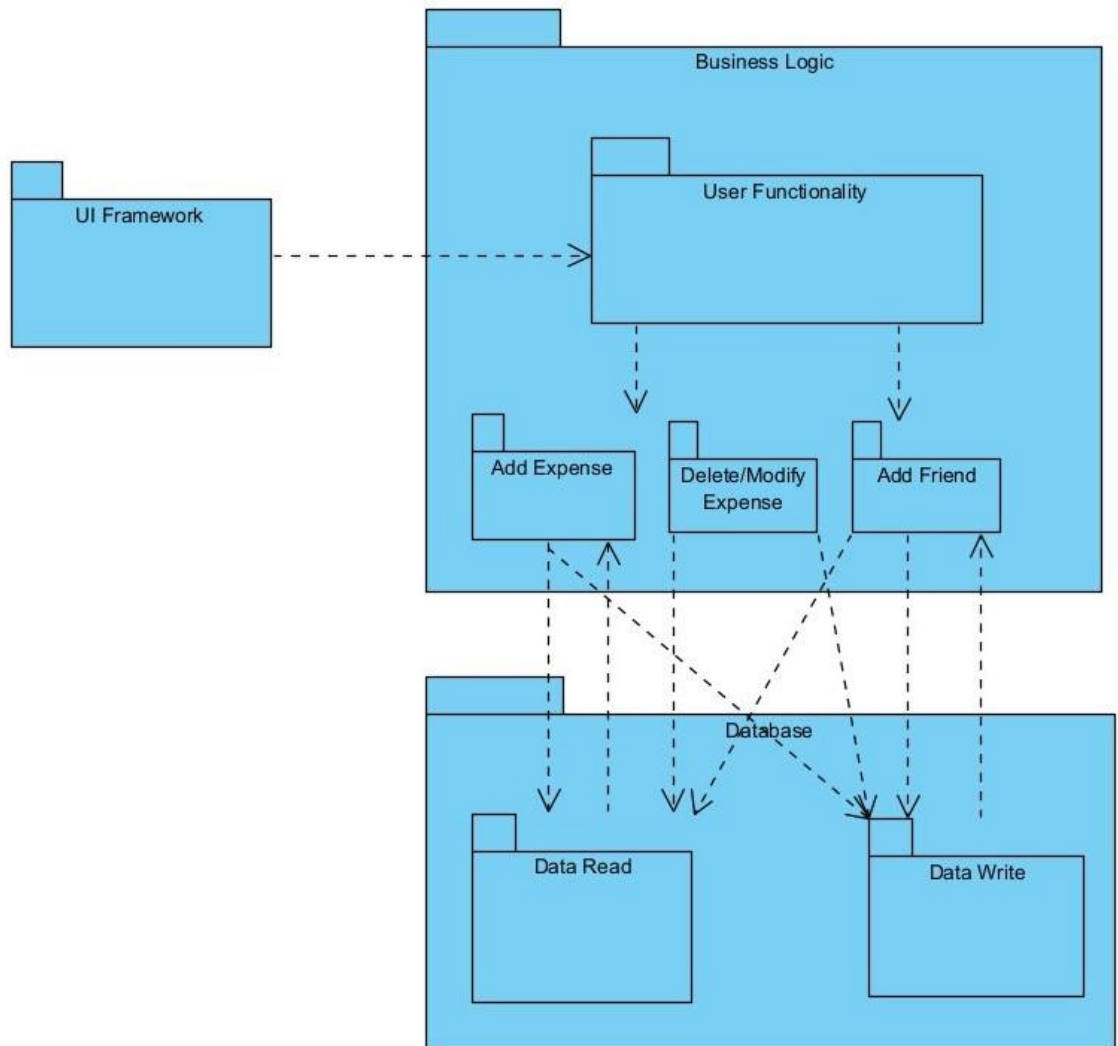 Business Logic
User Functionality
UI Framework
Add Expense
Delete/Modify
Expense
Add Friend
Database
Data Read
Data Write